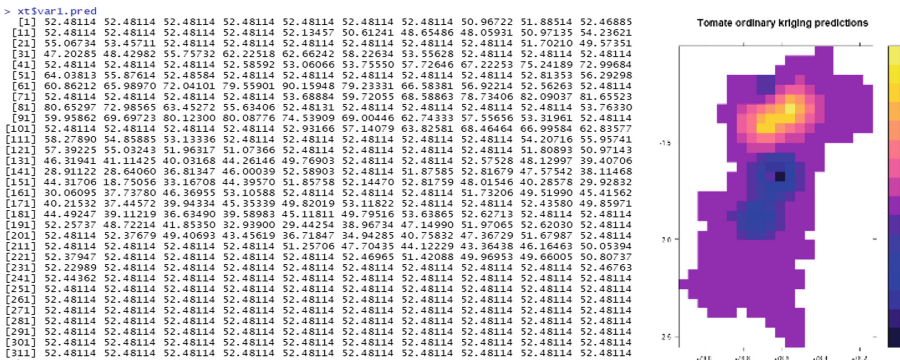 > xt$var1.pred
[1] 52.48114 52.48114 52.48114 52.48114 52.48114 52.48114 52.48114 50.96722 51.88514 52.46885
[11] 52.48114 52.48114 52.48114 52.48114 52.13457 50.61241 48.65486 48.05931 50.97135 54.23621
[21] 55.06734 53.45711 52.48114 52.48114 52.48114 52.48114 52.48114 52.48114 51.70210 49.57351
[31] 47.20285 48.42982 55.75732 62.22518 62.66242 58.22634 53.55628 52.48114 52.48114 52.48114
[41] 52.48114 52.48114 52.48114 52.58592 53.06066 53.75550 57.72646 67.22253 75.24189 72.99684
[51] 64.03813 55.87614 52.48584 52.48114 52.48114 52.48114 52.48114 52.48114 52.81353 56.29298
[61] 60.86212 65.98970 72.04101 79.55901 90.15948 79.23331 66.58381 56.92214 52.56263 52.48114
[71] 52.48114 52.48114 52.48114 52.48114 53.68884 59.72055 68.58863 78.73406 82.09037 81.65523
[81] 80.65297 72.98565 63.45272 55.63406 52.48131 52.48114 52.48114 52.48114 52.48114 53.76330
[91] 59.95862 69.69723 80.12300 80.08776 74.53909 69.00446 62.74333 57.55656 53.31961 52.48114
[101] 52.48114 52.48114 52.48114 52.93166 57.14079 63.82581 68.46464 66.99584 62.83577
[111] 58.27890 54.85885 53.13336 52.48114 52.48114 52.48114 52.48114 52.48114 54.20716 55.95741
[121] 57.39225 55.03243 51.96317 51.07366 52.48114 52.48114 52.48114 52.48114 51.80893 50.97143
[131] 46.31941 41.11425 40.03168 44.26146 49.76903 52.48114 52.48114 52.57528 48.12997 39.40706
[141] 28.91122 28.64060 36.81347 46.00039 52.58903 52.48114 51.87585 52.81679 47.57542 38.11468
[151] 44.31706 18.75056 33.16708 44.39570 51.85758 52.14470 52.81759 48.01546 40.28578 29.92832
[161] 30.06095 37.73780 46.36955 53.10588 52.48114 52.48114 52.48114 51.73206 49.51990 45.41562
[171] 40.21532 37.44572 39.94334 45.35339 49.82019 53.11822 52.48114 52.48114 52.43580 49.85971
[181] 44.49247 39.11219 36.63490 39.58983 45.11811 49.79516 53.63865 52.62713 52.48114 52.48114
[191] 52.25737 48.72214 41.85350 32.93900 29.44254 38.96734 47.14990 51.97065 52.62030 52.48114
[201] 52.48114 52.37679 49.40693 43.45619 36.71847 34.94285 40.75832 47.36729 51.67987 52.48114
[211] 52.48114 52.48114 52.48114 51.25706 47.70435 44.12229 43.36438 46.16463 50.05394
[221] 52.37947 52.48114 52.48114 52.48114 52.48114 52.46965 51.42088 49.96953 49.66005 50.80737
[231] 52.22989 52.48114 52.48114 52.48114 52.48114 52.48114 52.48114 52.48114 52.48114 52.46763
[241] 52.44362 52.48114 52.48114 52.48114 52.48114 52.48114 52.48114 52.48114 52.48114 52.48114
[251] 52.48114 52.48114 52.48114 52.48114 52.48114 52.48114 52.48114 52.48114 52.48114 52.48114
[261] 52.48114 52.48114 52.48114 52.48114 52.48114 52.48114 52.48114 52.48114 52.48114 52.48114
[271] 52.48114 52.48114 52.48114 52.48114 52.48114 52.48114 52.48114 52.48114 52.48114 52.48114
[281] 52.48114 52.48114 52.48114 52.48114 52.48114 52.48114 52.48114 52.48114 52.48114 52.48114
[291] 52.48114 52.48114 52.48114 52.48114 52.48114 52.48114 52.48114 52.48114 52.48114 52.48114
[301] 52.48114 52.48114 52.48114 52.48114 52.48114 52.48114 52.48114 52.48114 52.48114 52.48114
[311] 52.48114 52.48114 52.48114 52.48114 52.48114 52.48114 52.48114 52.48114 52.48114 52.48114
Tomate ordinary kriging predictions